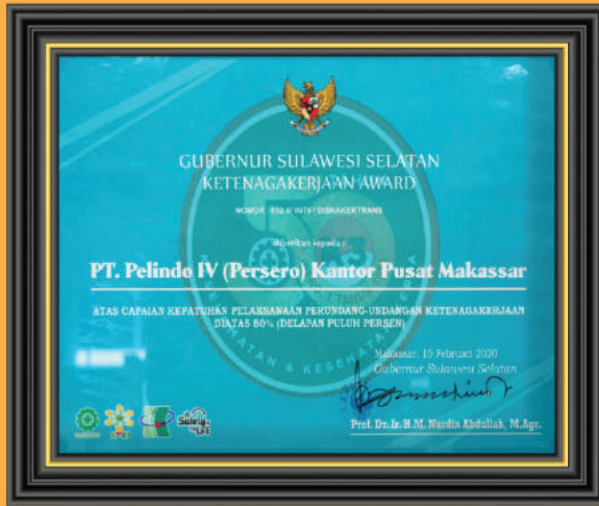 GUBERNUR SULAWESI SELATAN
KETENAGAKERJAAN AWARD
NOMOR
DISNAKERTRANS
diberikan kepada :
PT. Pelindo IV (Persero) Kantor Pusat Makassar
ATAS CAPAIAN KEPATUHAN PELAKSANAAN PERUNDANG-UNDANGAN KETENAGAKERJAAN
DIATAS 80% (DELAPAN PULUH PERSEN)
Makassar, 10 Februari 2020
Gubernur Sulawesi Selatan
Prof. Dr. Ir. H.M. Nurdin Abdullah, M.Agr.